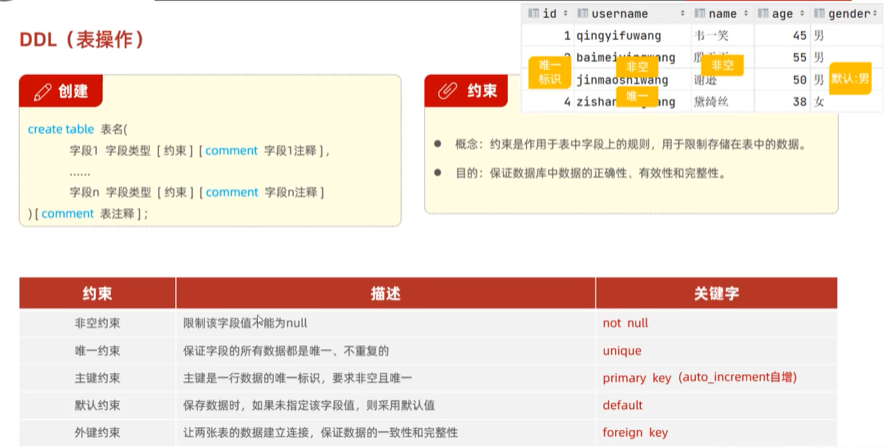 DDL（表操作）
id username name age gender
1 qingyifuwang 韦一笑 45 男
55 男
jinmaoshiwang 谢逊 50 男
4 黛绮丝 38 女
唯一
标识
非空
唯一
非空
默认:男
创建
create table 表名(
字段1 字段类型 [ 约束 ] [ comment 字段1注释 ] ,
......
字段n 字段类型 [ 约束 ] [ comment 字段n注释 ]
) [ comment 表注释 ] ;
约束
● 概念：约束是作用于表中字段上的规则，用于限制存储在表中的数据。
● 目的：保证数据库中数据的正确性、有效性和完整性。
约束 描述 关键字
非空约束 限制该字段值不能为null not null
唯一约束 保证字段的所有数据都是唯一、不重复的 unique
主键约束 主键是一行数据的唯一标识，要求非空且唯一 primary key（auto_increment自增）
默认约束 保存数据时，如果未指定该字段值，则采用默认值 default
外键约束 让两张表的数据建立连接，保证数据的一致性和完整性 foreign key